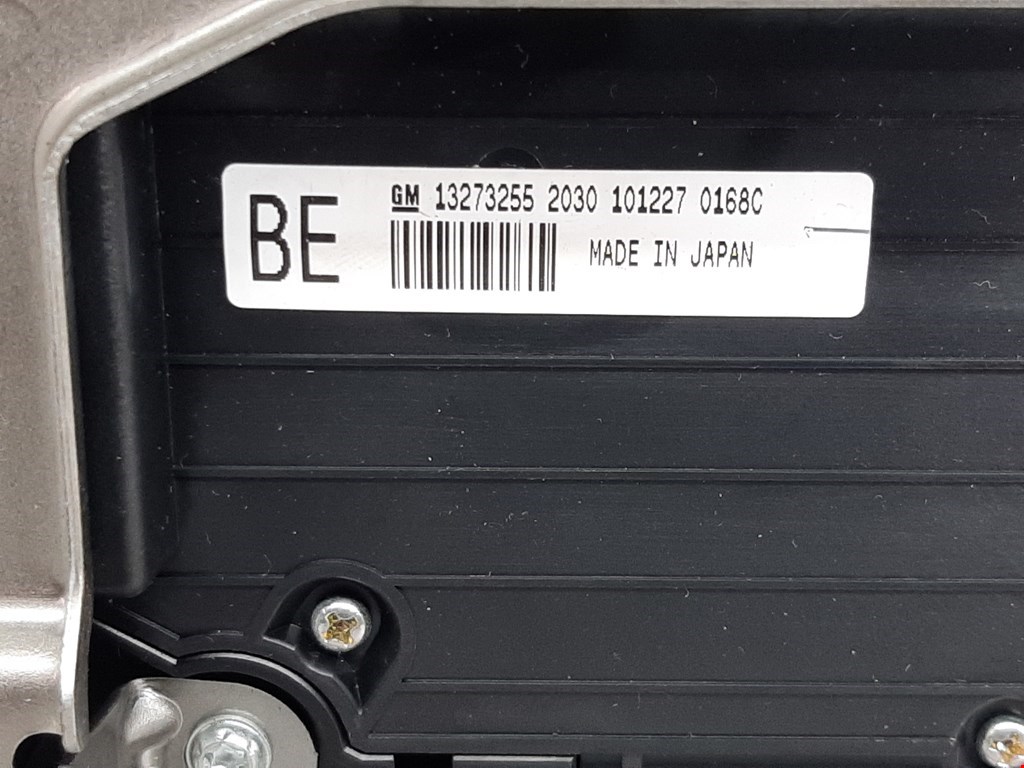 BE
GM 13273255 2030 101227 0168C
MADE IN JAPAN